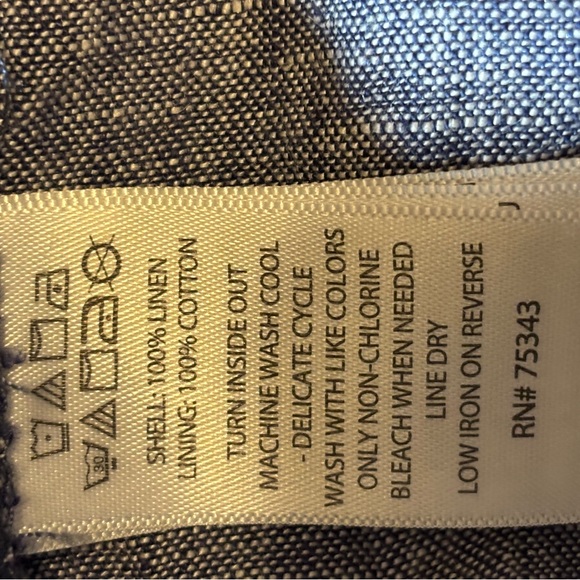 30
SHELL: 100% LINEN
LINING: 100% COTTON
TURN INSIDE OUT
MACHINE WASH COOL
- DELICATE CYCLE
WASH WITH LIKE COLORS
ONLY NON-CHLORINE
BLEACH WHEN NEEDED
LINE DRY
LOW IRON ON REVERSE
RN# 75343